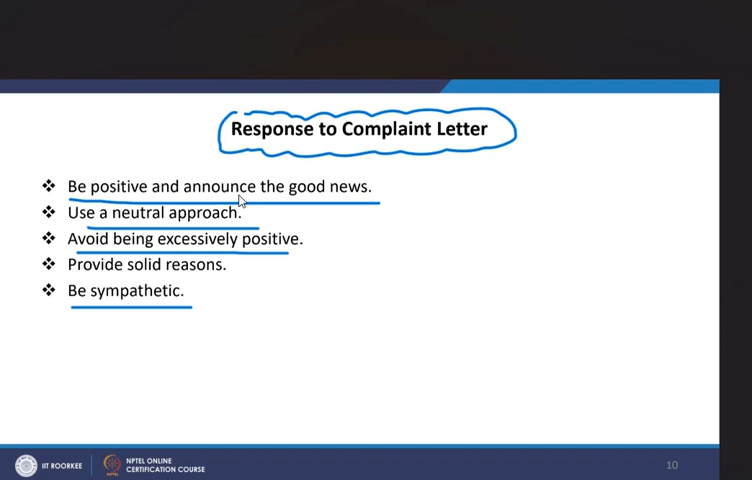 Response to Complaint Letter
❖ Be positive and announce the good news.
❖ Use a neutral approach.
❖ Avoid being excessively positive.
❖ Provide solid reasons.
❖ Be sympathetic.
IIT ROORKEE
NPTEL ONLINE
CERTIFICATION COURSE
10